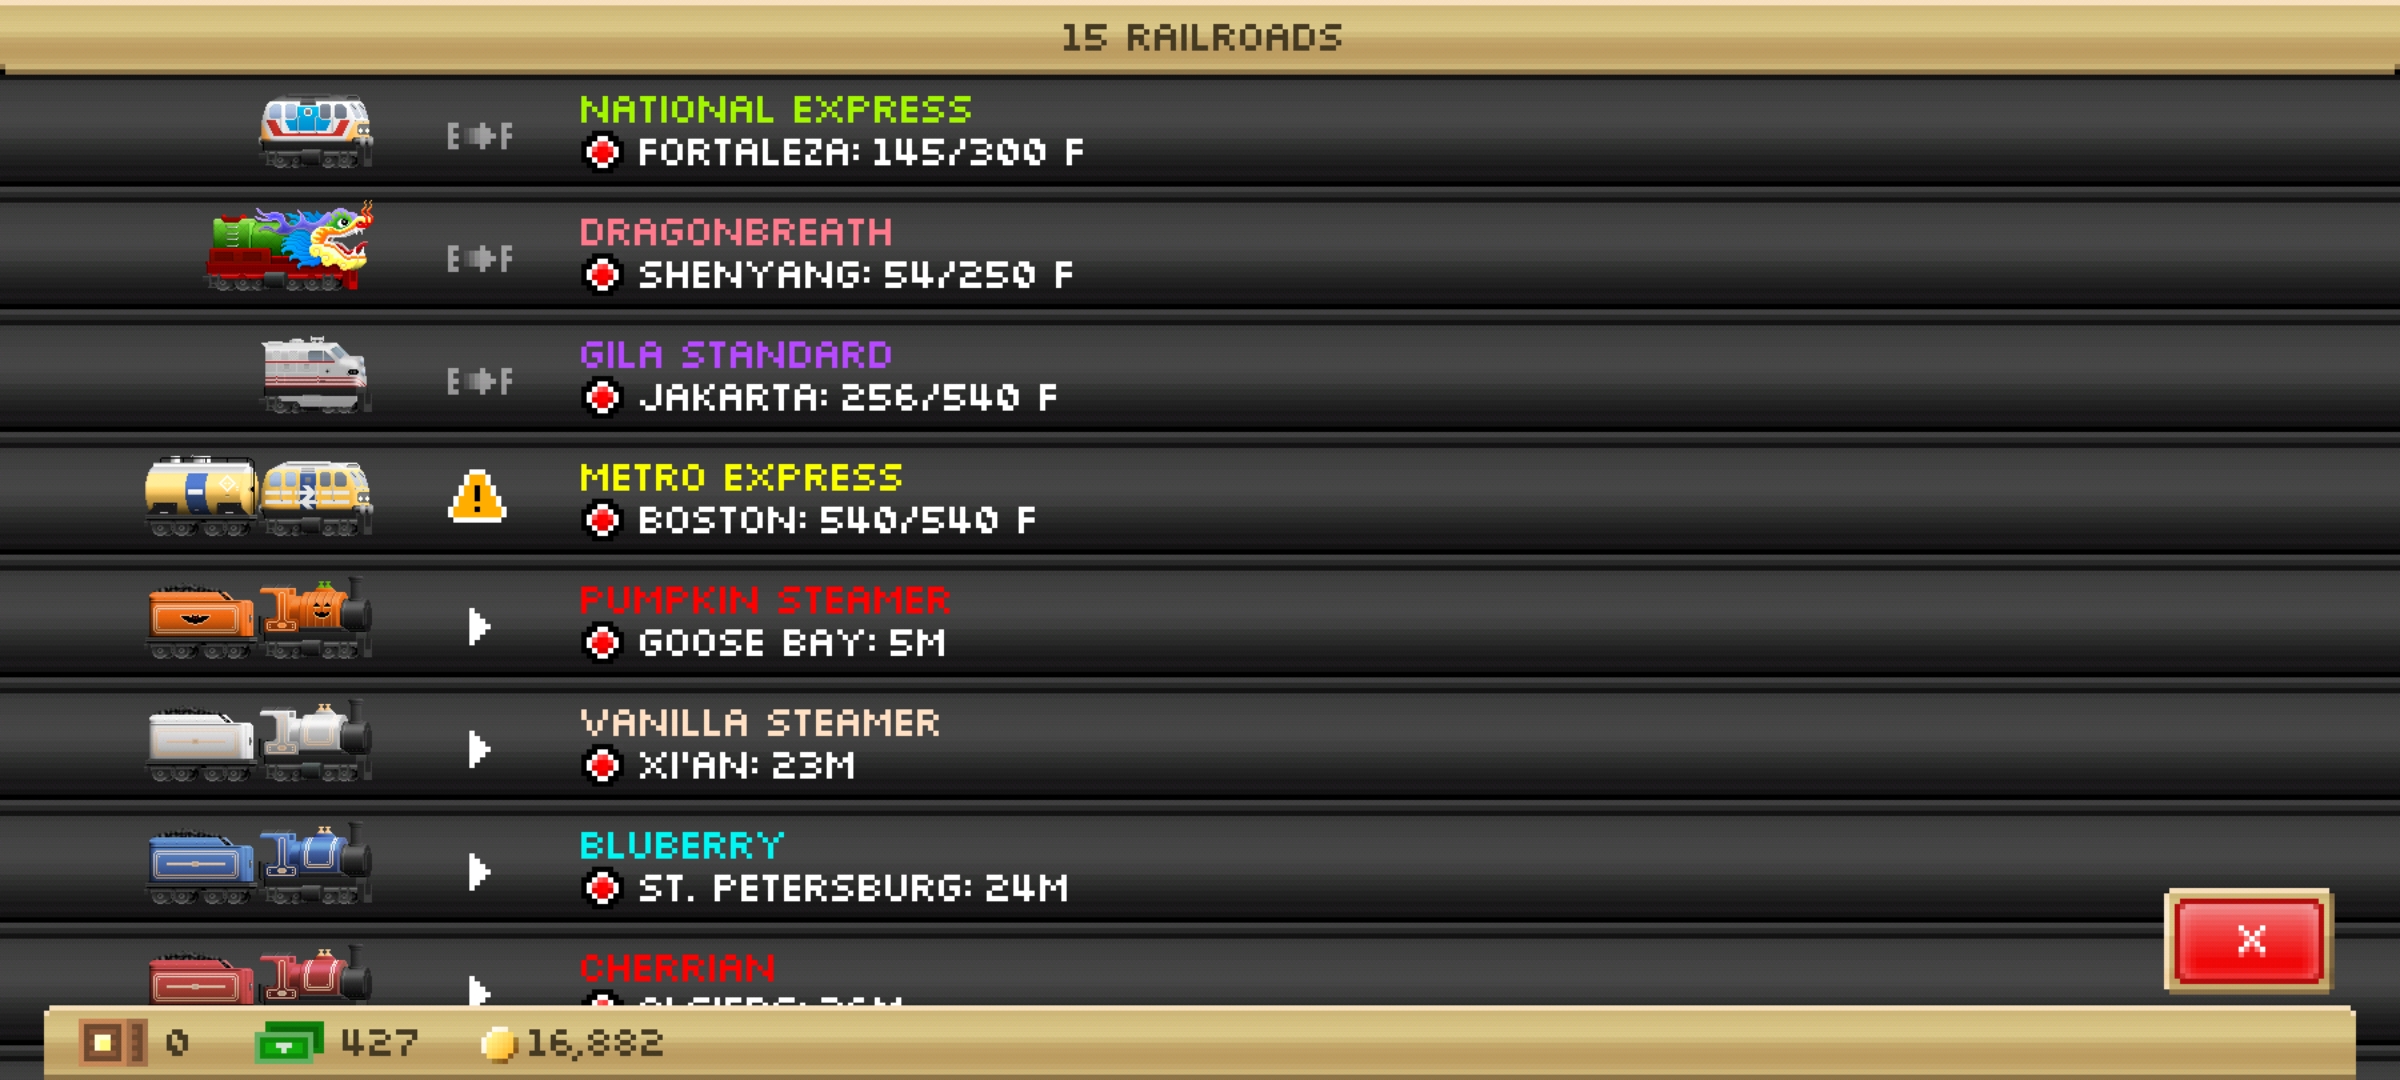 15 RAILROADS
NATIONAL EXPRESS
E F
FORTALEZA: 145/300 F
DRAGONBREATH
E F
SHENYANG: 54/250 F
GILA STANDARD
E F
JAKARTA: 256/540 F
METRO EXPRESS
BOSTON: 540/540 F
PUMPKIN STEAMER
GOOSE BAY: 5M
VANILLA STEAMER
XI'AN: 23M
BLUBERRY
ST. PETERSBURG: 24M
CHERRIAN
X
0 427 16,882